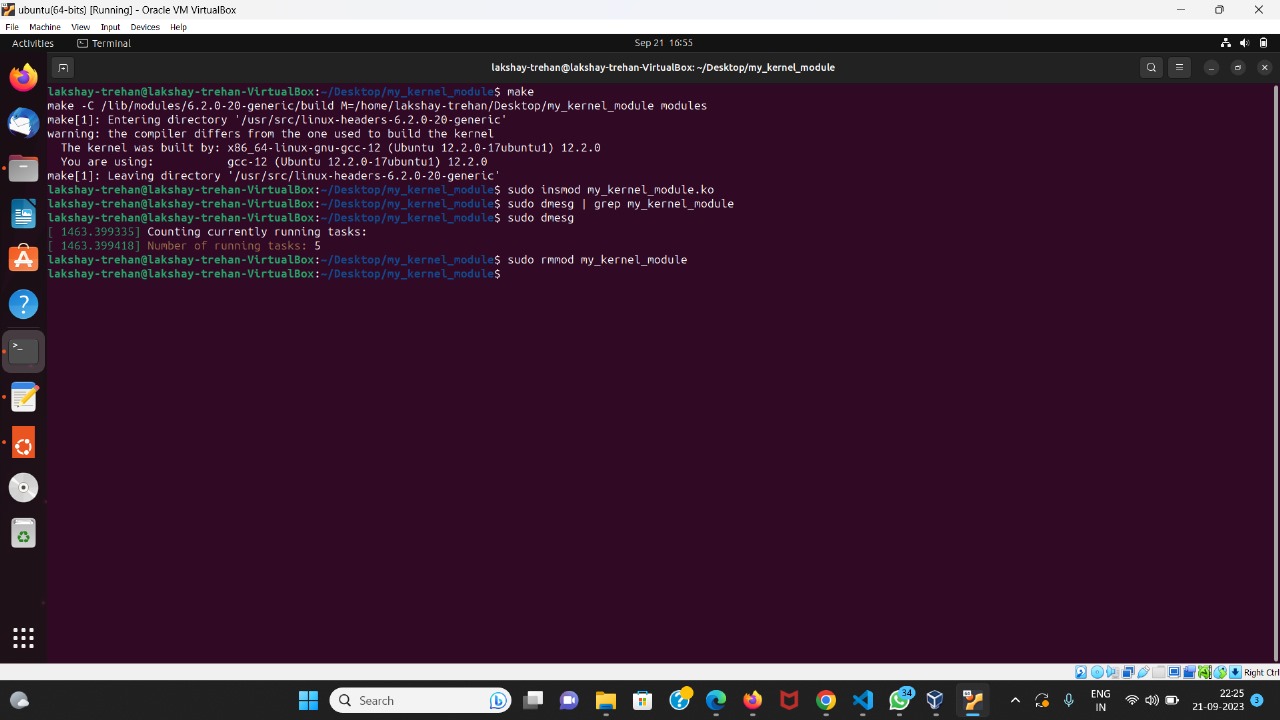 ubuntu(64-bits) [Running] - Oracle VM VirtualBox
File Machine View Input Devices Help
Activities Terminal Sep 21 16:55
lakshay-trehan@lakshay-trehan-VirtualBox: ~/Desktop/my_kernel_module
lakshay-trehan@lakshay-trehan-VirtualBox:~/Desktop/my_kernel_module$ make
make -C /lib/modules/6.2.0-20-generic/build M=/home/lakshay-trehan/Desktop/my_kernel_module modules
make[1]: Entering directory '/usr/src/linux-headers-6.2.0-20-generic'
warning: the compiler differs from the one used to build the kernel
  The kernel was built by: x86_64-linux-gnu-gcc-12 (Ubuntu 12.2.0-17ubuntu1) 12.2.0
  You are using:           gcc-12 (Ubuntu 12.2.0-17ubuntu1) 12.2.0
make[1]: Leaving directory '/usr/src/linux-headers-6.2.0-20-generic'
lakshay-trehan@lakshay-trehan-VirtualBox:~/Desktop/my_kernel_module$ sudo insmod my_kernel_module.ko
lakshay-trehan@lakshay-trehan-VirtualBox:~/Desktop/my_kernel_module$ sudo dmesg | grep my_kernel_module
lakshay-trehan@lakshay-trehan-VirtualBox:~/Desktop/my_kernel_module$ sudo dmesg
[ 1463.399335] Counting currently running tasks:
[ 1463.399418] Number of running tasks: 5
lakshay-trehan@lakshay-trehan-VirtualBox:~/Desktop/my_kernel_module$ sudo rmmod my_kernel_module
lakshay-trehan@lakshay-trehan-VirtualBox:~/Desktop/my_kernel_module$
Right Ctrl
Search
34
ENG
IN
22:25
21-09-2023
3